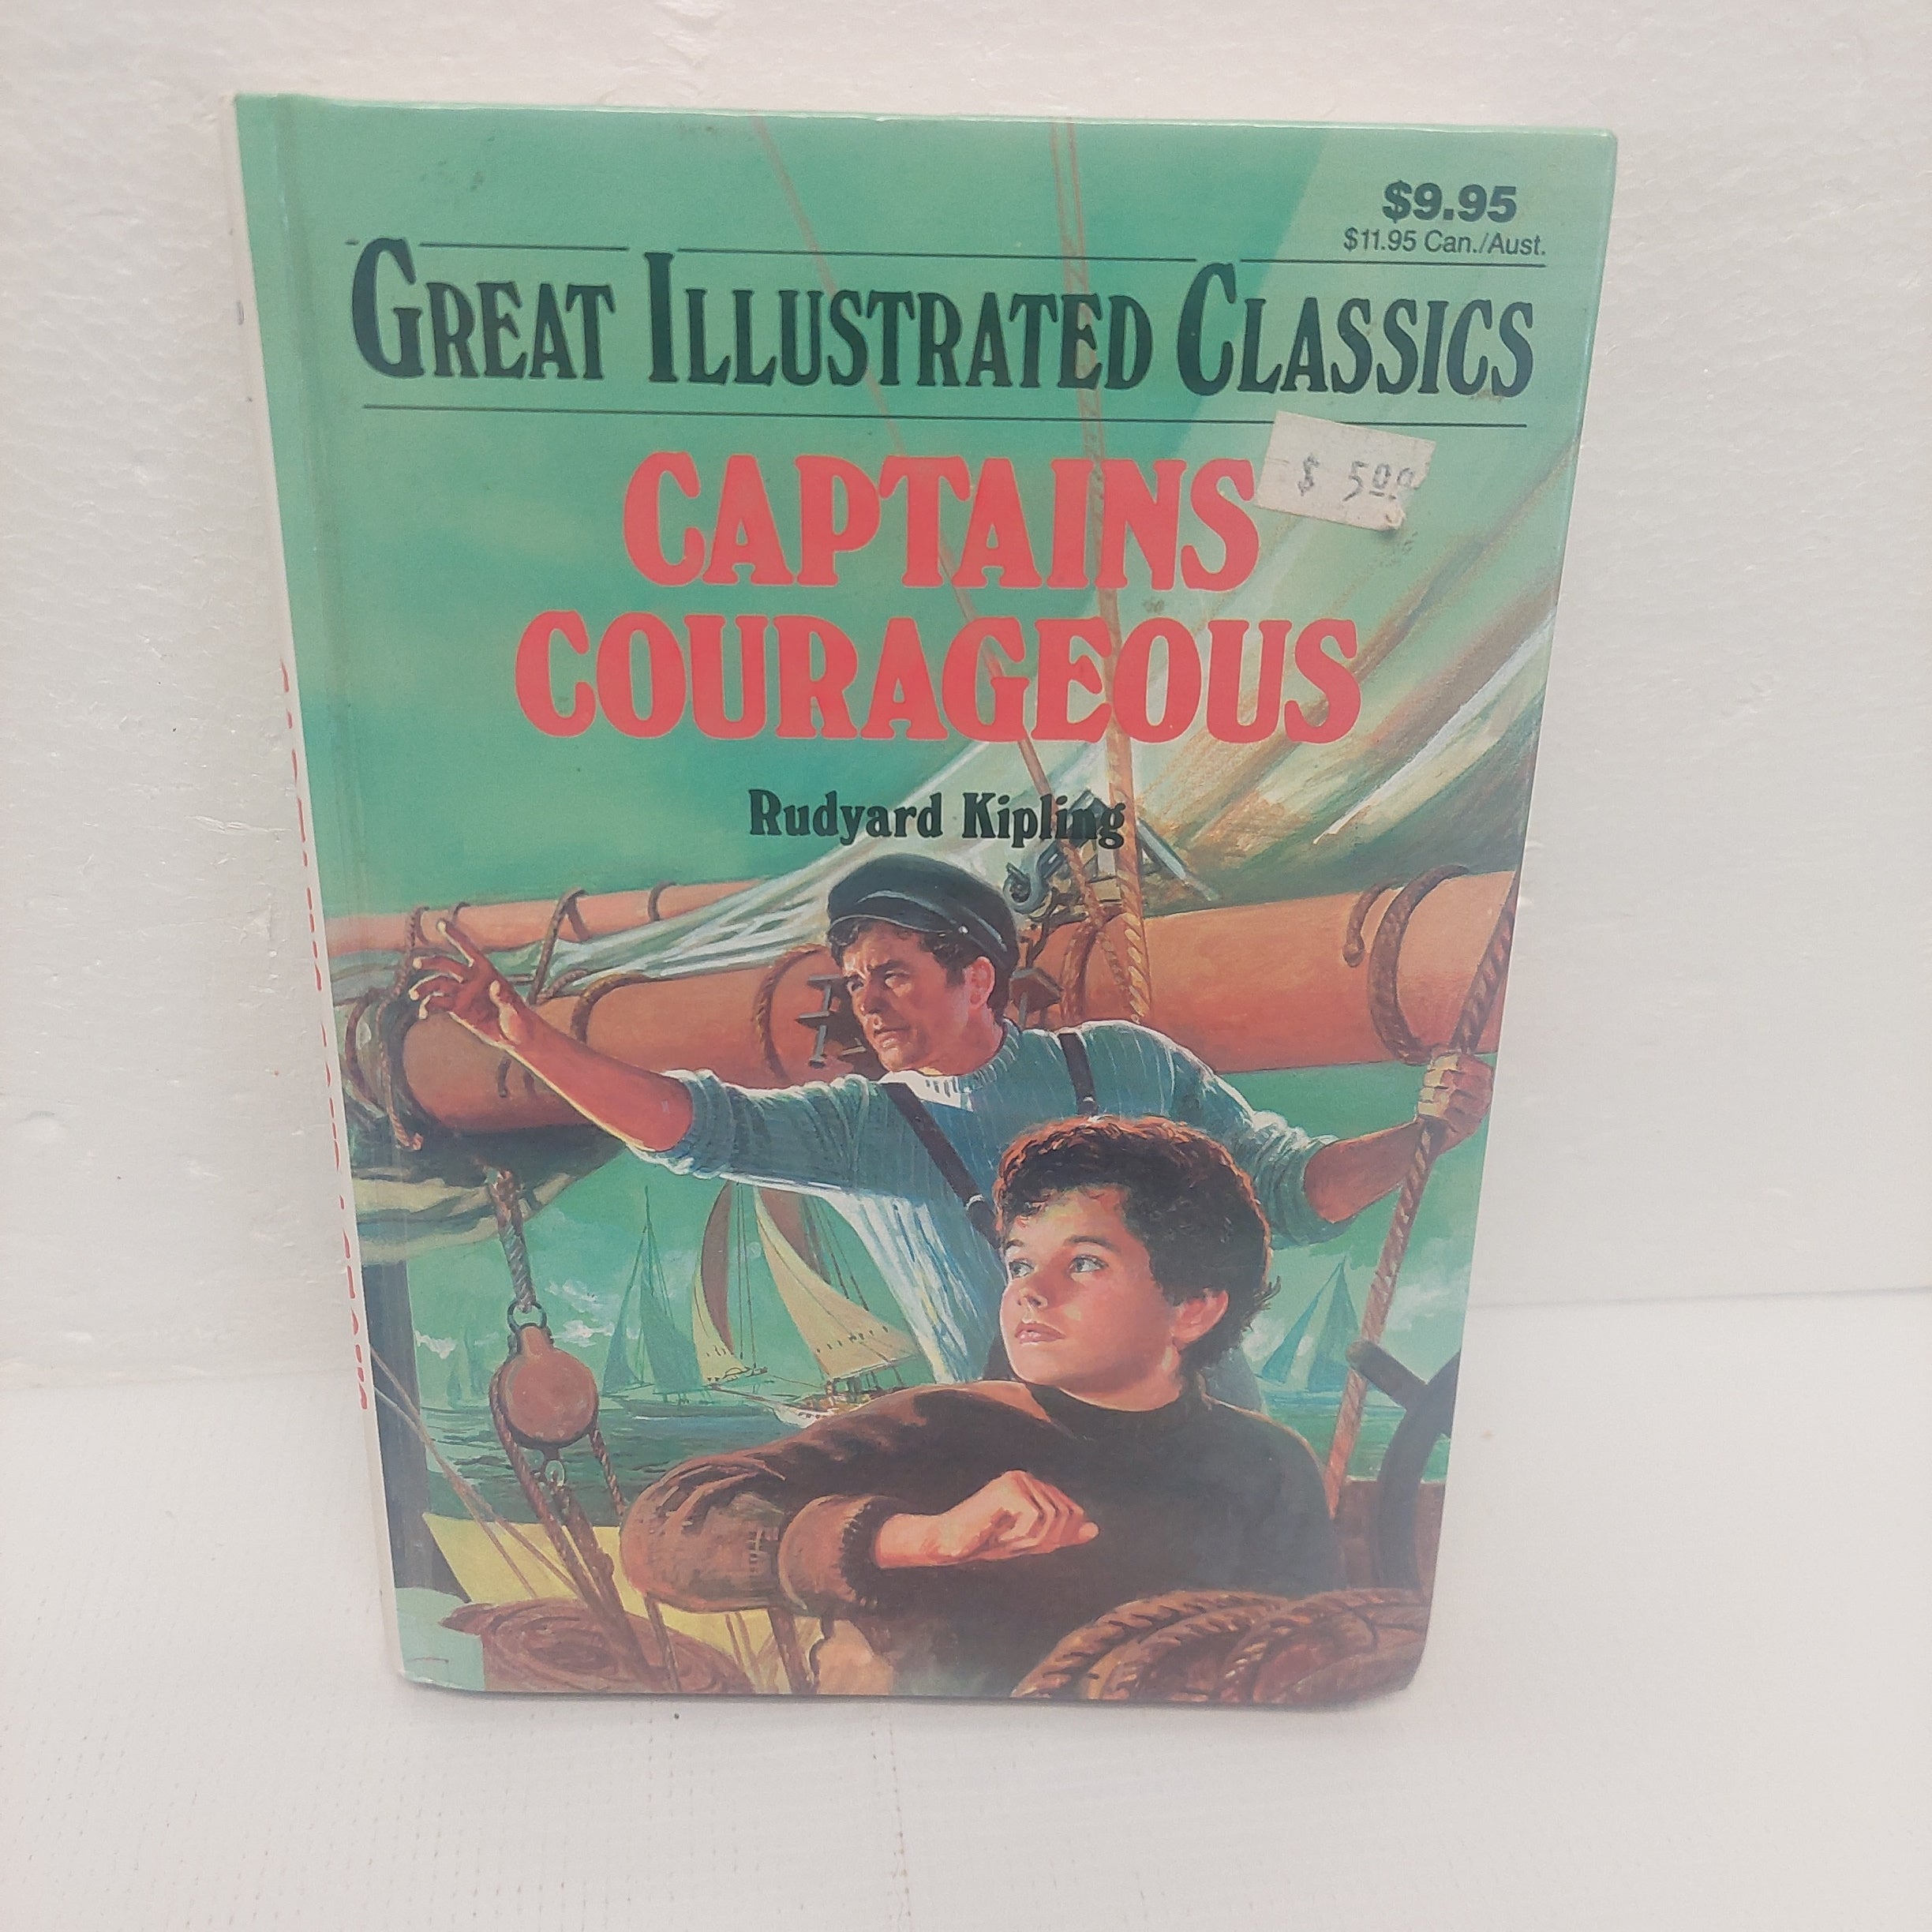 $9.95
$11.95 Can./Aust.
GREAT ILLUSTRATED CLASSICS
CAPTAINS
$ 5.00
COURAGEOUS
Rudyard Kipling